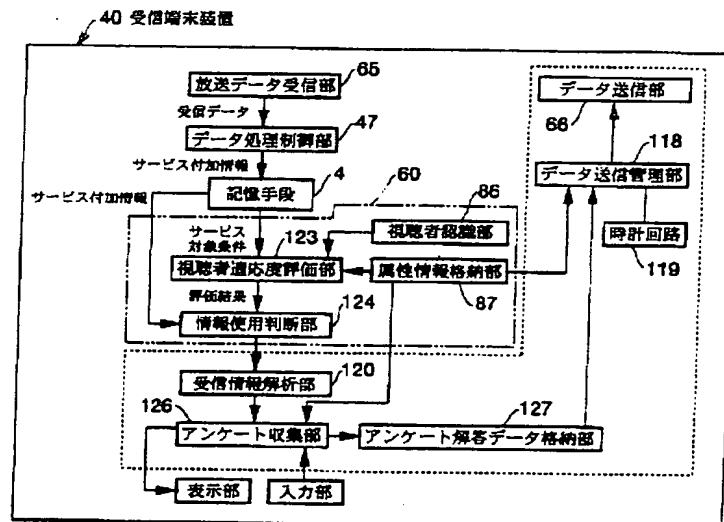 40 受信端末装置
65
放送データ受信部
受信データ
47
データ処理制御部
サービス付加情報
サービス付加情報
4
記憶手段
60
86
視聴者認識部
サービス
対象条件
123
視聴者適応度評価部
属性情報格納部
87
評価結果
124
情報使用判断部
120
受信情報解析部
126
アンケート収集部
127
アンケート解答データ格納部
表示部
入力部
データ送信部
66
118
データ送信管理部
時計回路
119